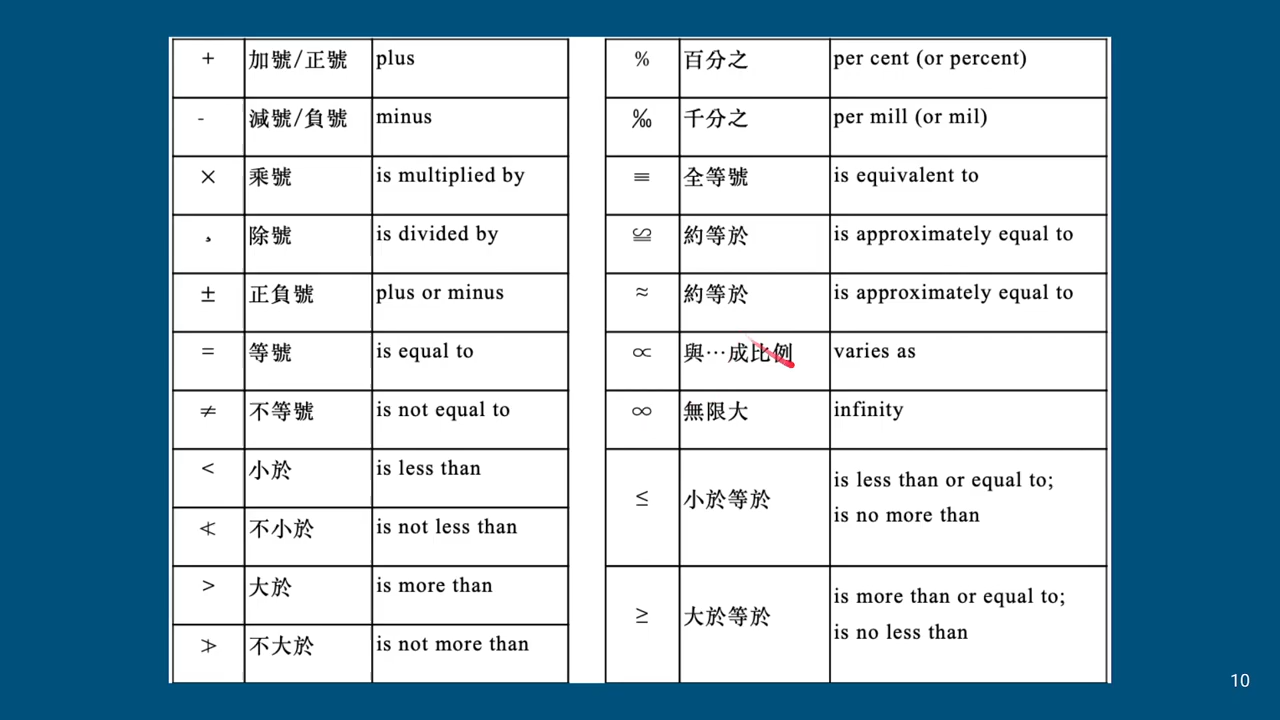 + 加號/正號 plus
- 減號/負號 minus
× 乘號 is multiplied by
¸ 除號 is divided by
± 正負號 plus or minus
= 等號 is equal to
≠ 不等號 is not equal to
< 小於 is less than
≮ 不小於 is not less than
> 大於 is more than
≯ 不大於 is not more than
% 百分之 per cent (or percent)
‰ 千分之 per mill (or mil)
≡ 全等號 is equivalent to
≌ 約等於 is approximately equal to
≈ 約等於 is approximately equal to
∝ 與…成比例 varies as
∞ 無限大 infinity
≤ 小於等於 is less than or equal to;
is no more than
≥ 大於等於 is more than or equal to;
is no less than
10